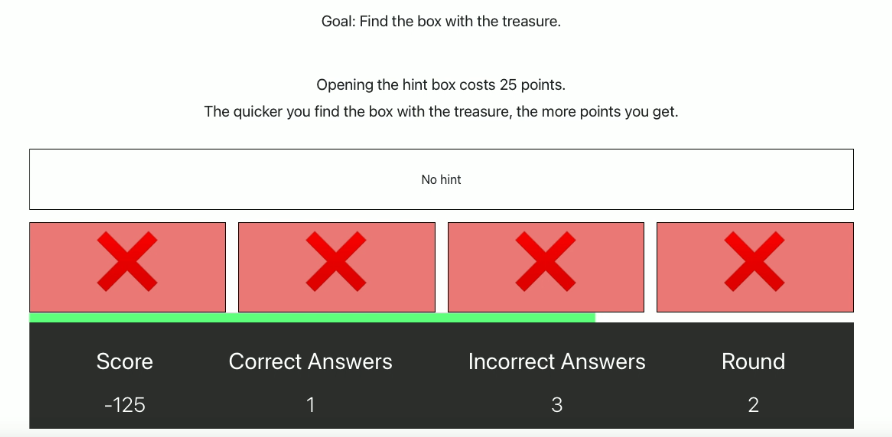 Goal: Find the box with the treasure.
Opening the hint box costs 25 points.
The quicker you find the box with the treasure, the more points you get.
No hint
Score Correct Answers Incorrect Answers Round
-125 1 3 2